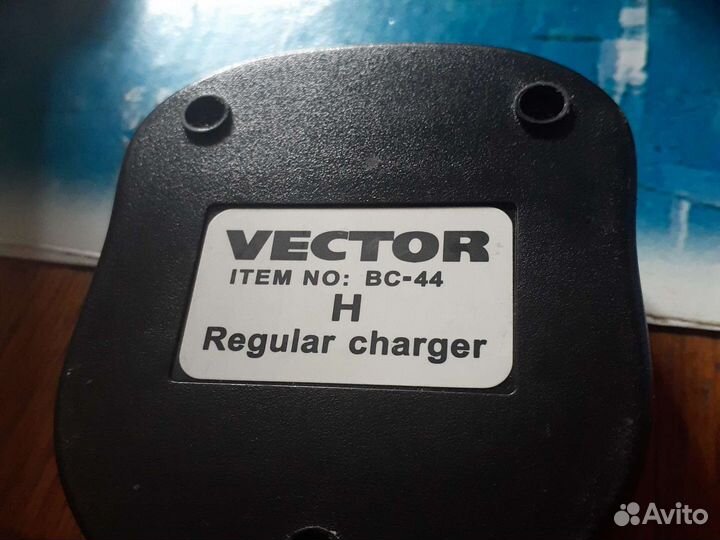 VECTOR
ITEM NO: BC-44
H
Regular charger
Avito